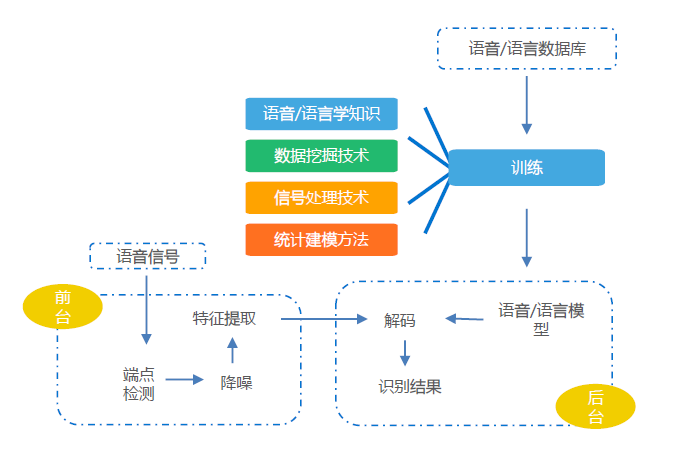 语音/语言数据库
语音/语言学知识
数据挖掘技术
信号处理技术
统计建模方法
训练
语音信号
前
台
特征提取
端点
检测
降噪
解码
语音/语言模
型
识别结果
后
台